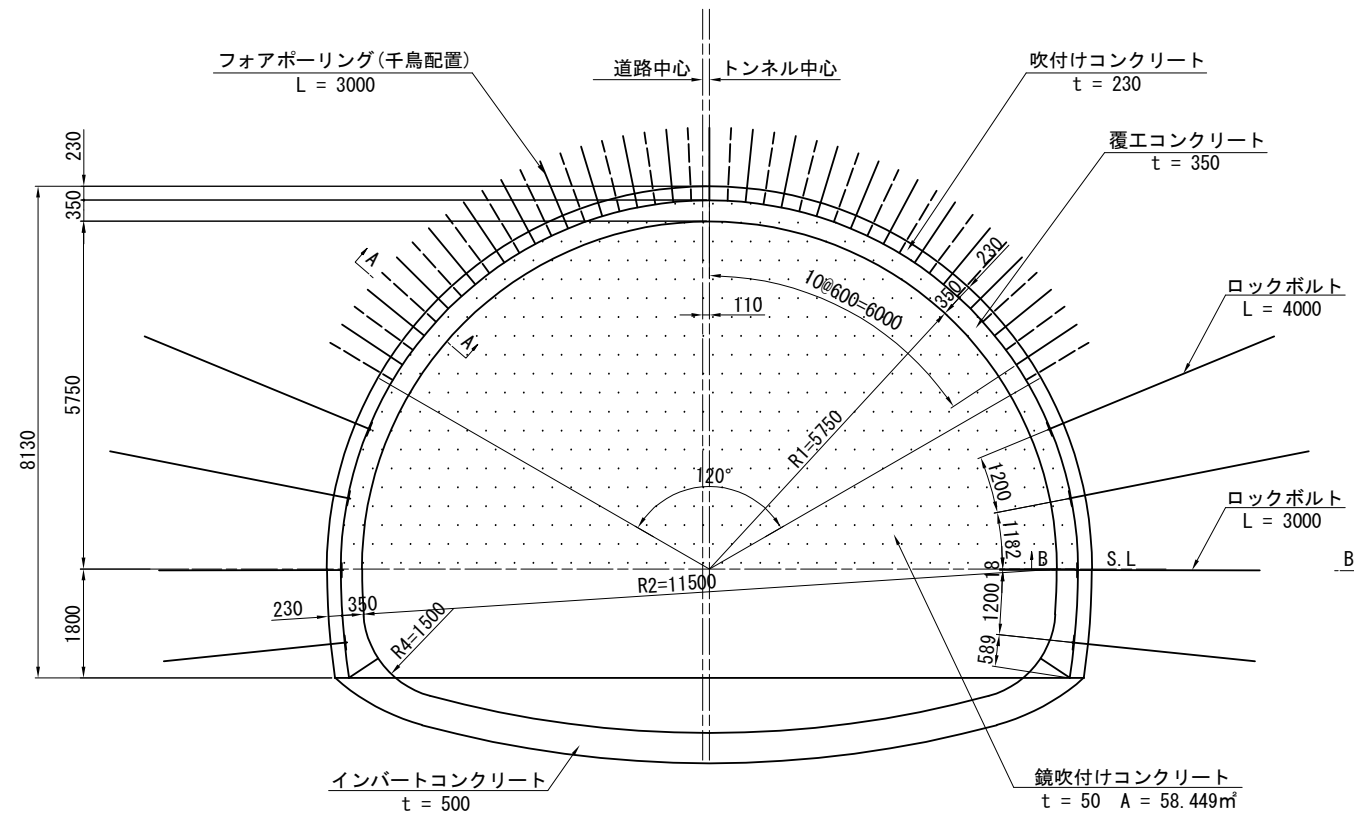 フォアポーリング(千鳥配置)
L = 3000
道路中心
トンネル中心
吹付けコンクリート
t = 230
覆工コンクリート
t = 350
230
350
5750
8130
1800
A
A
110
10@600=6000
350
230
R1=5750
120°
ロックボルト
L = 4000
ロックボルト
L = 3000
1200
1182
18
1200
589
B
S.L
B
R2=11500
230
350
R4=1500
インバートコンクリート
t = 500
鏡吹付けコンクリート
t = 50 A = 58.449㎡